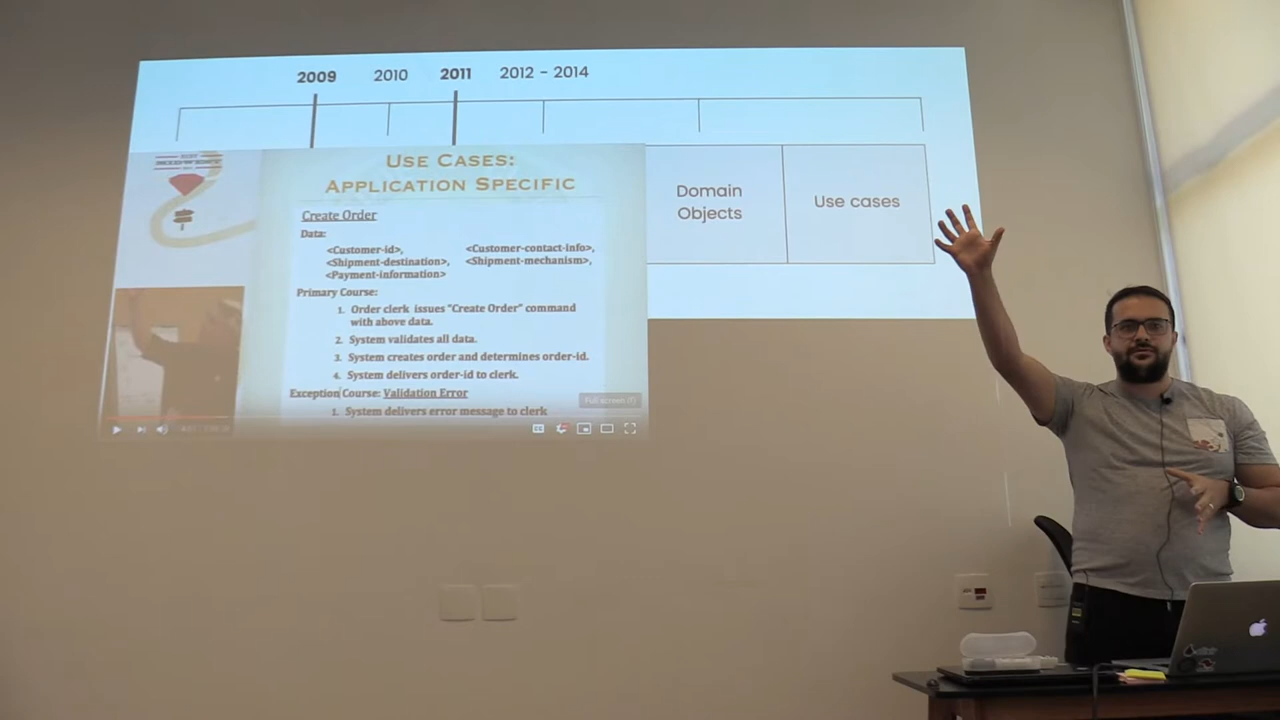 2009 2010 2011 2012 - 2014
USE CASES:
APPLICATION SPECIFIC
Create Order
Data:
<Customer-id>, <Customer-contact-info>,
<Shipment-destination>, <Shipment-mechanism>,
<Payment-information>
Primary Course:
1. Order clerk issues "Create Order" command
with above data.
2. System validates all data.
3. System creates order and determines order-id.
4. System delivers order-id to clerk.
Exception Course: Validation Error
1. System delivers error message to clerk
Full screen (f)
CC
Domain
Objects
Use cases